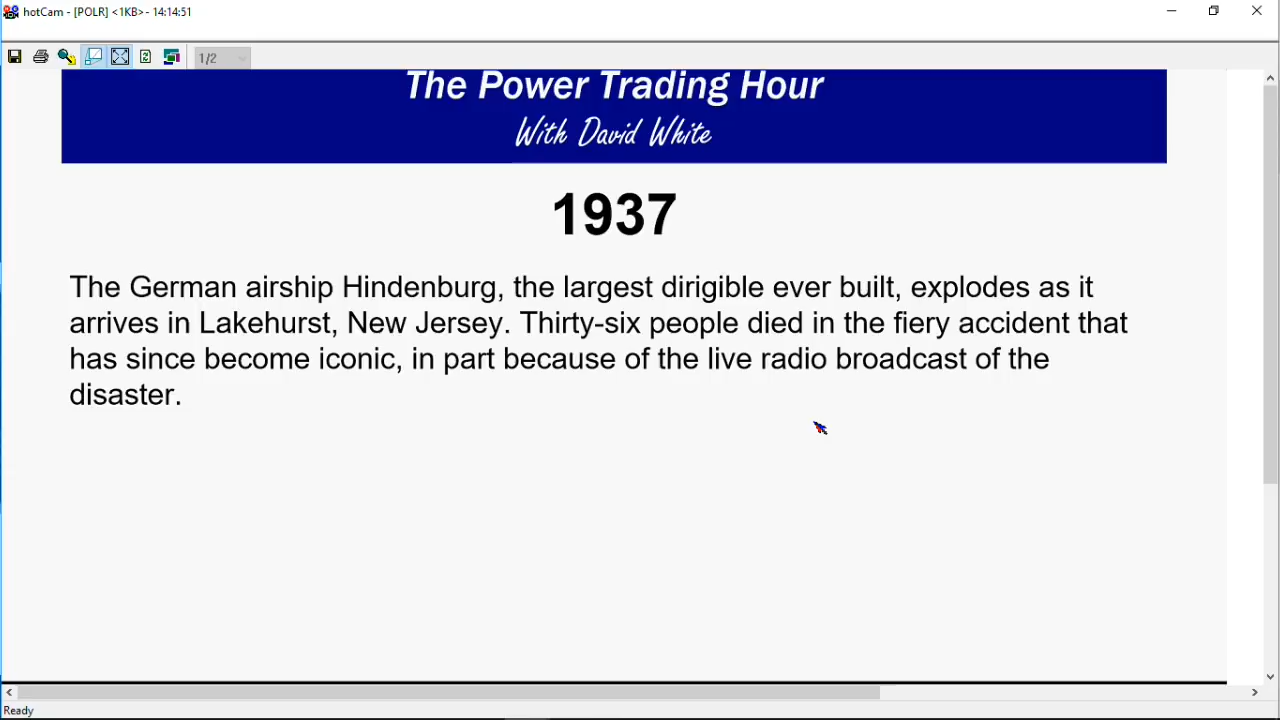 hotCam - [POLR] <1KB> - 14:14:51
1/2
The Power Trading Hour
With David White
1937
The German airship Hindenburg, the largest dirigible ever built, explodes as it
arrives in Lakehurst, New Jersey. Thirty-six people died in the fiery accident that
has since become iconic, in part because of the live radio broadcast of the
disaster.
Ready